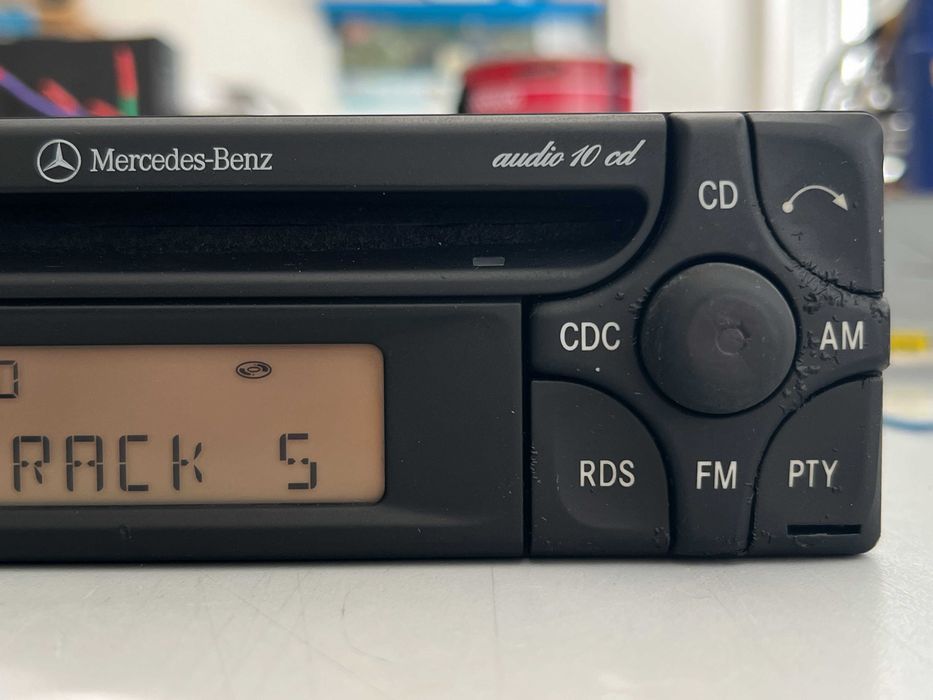 Mercedes-Benz audio 10 cd
CD
CDC AM
RACK 5
RDS FM PTY